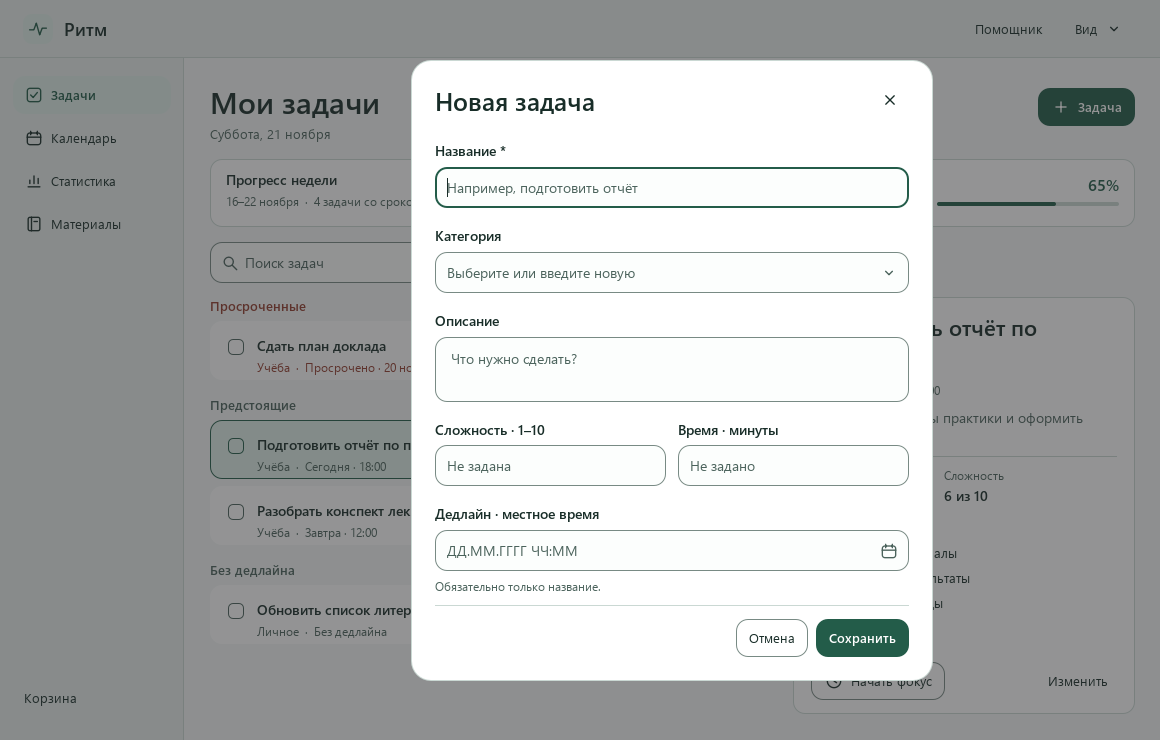 Ритм
Помощник
Вид
Задачи
Календарь
Статистика
Материалы
Корзина
Мои задачи
Суббота, 21 ноября
Задача
Прогресс недели
16–22 ноября · 4 задачи со
65%
Поиск задач
Просроченные
Сдать план доклада
Учёба · Просрочено · 20
Предстоящие
Подготовить отчёт по
Учёба · Сегодня · 18:00
Разобрать конспект
Учёба · Завтра · 12:00
Без дедлайна
Обновить список
Личное · Без дедлайна
отчёт по
практики и оформить
Сложность
6 из 10
Начать фокус
Изменить
Новая задача
Название *
Например, подготовить отчёт
Категория
Выберите или введите новую
Описание
Что нужно сделать?
Сложность · 1–10
Время · минуты
Не задана
Не задано
Дедлайн · местное время
ДД.ММ.ГГГГ ЧЧ:ММ
Обязательно только название.
Отмена
Сохранить